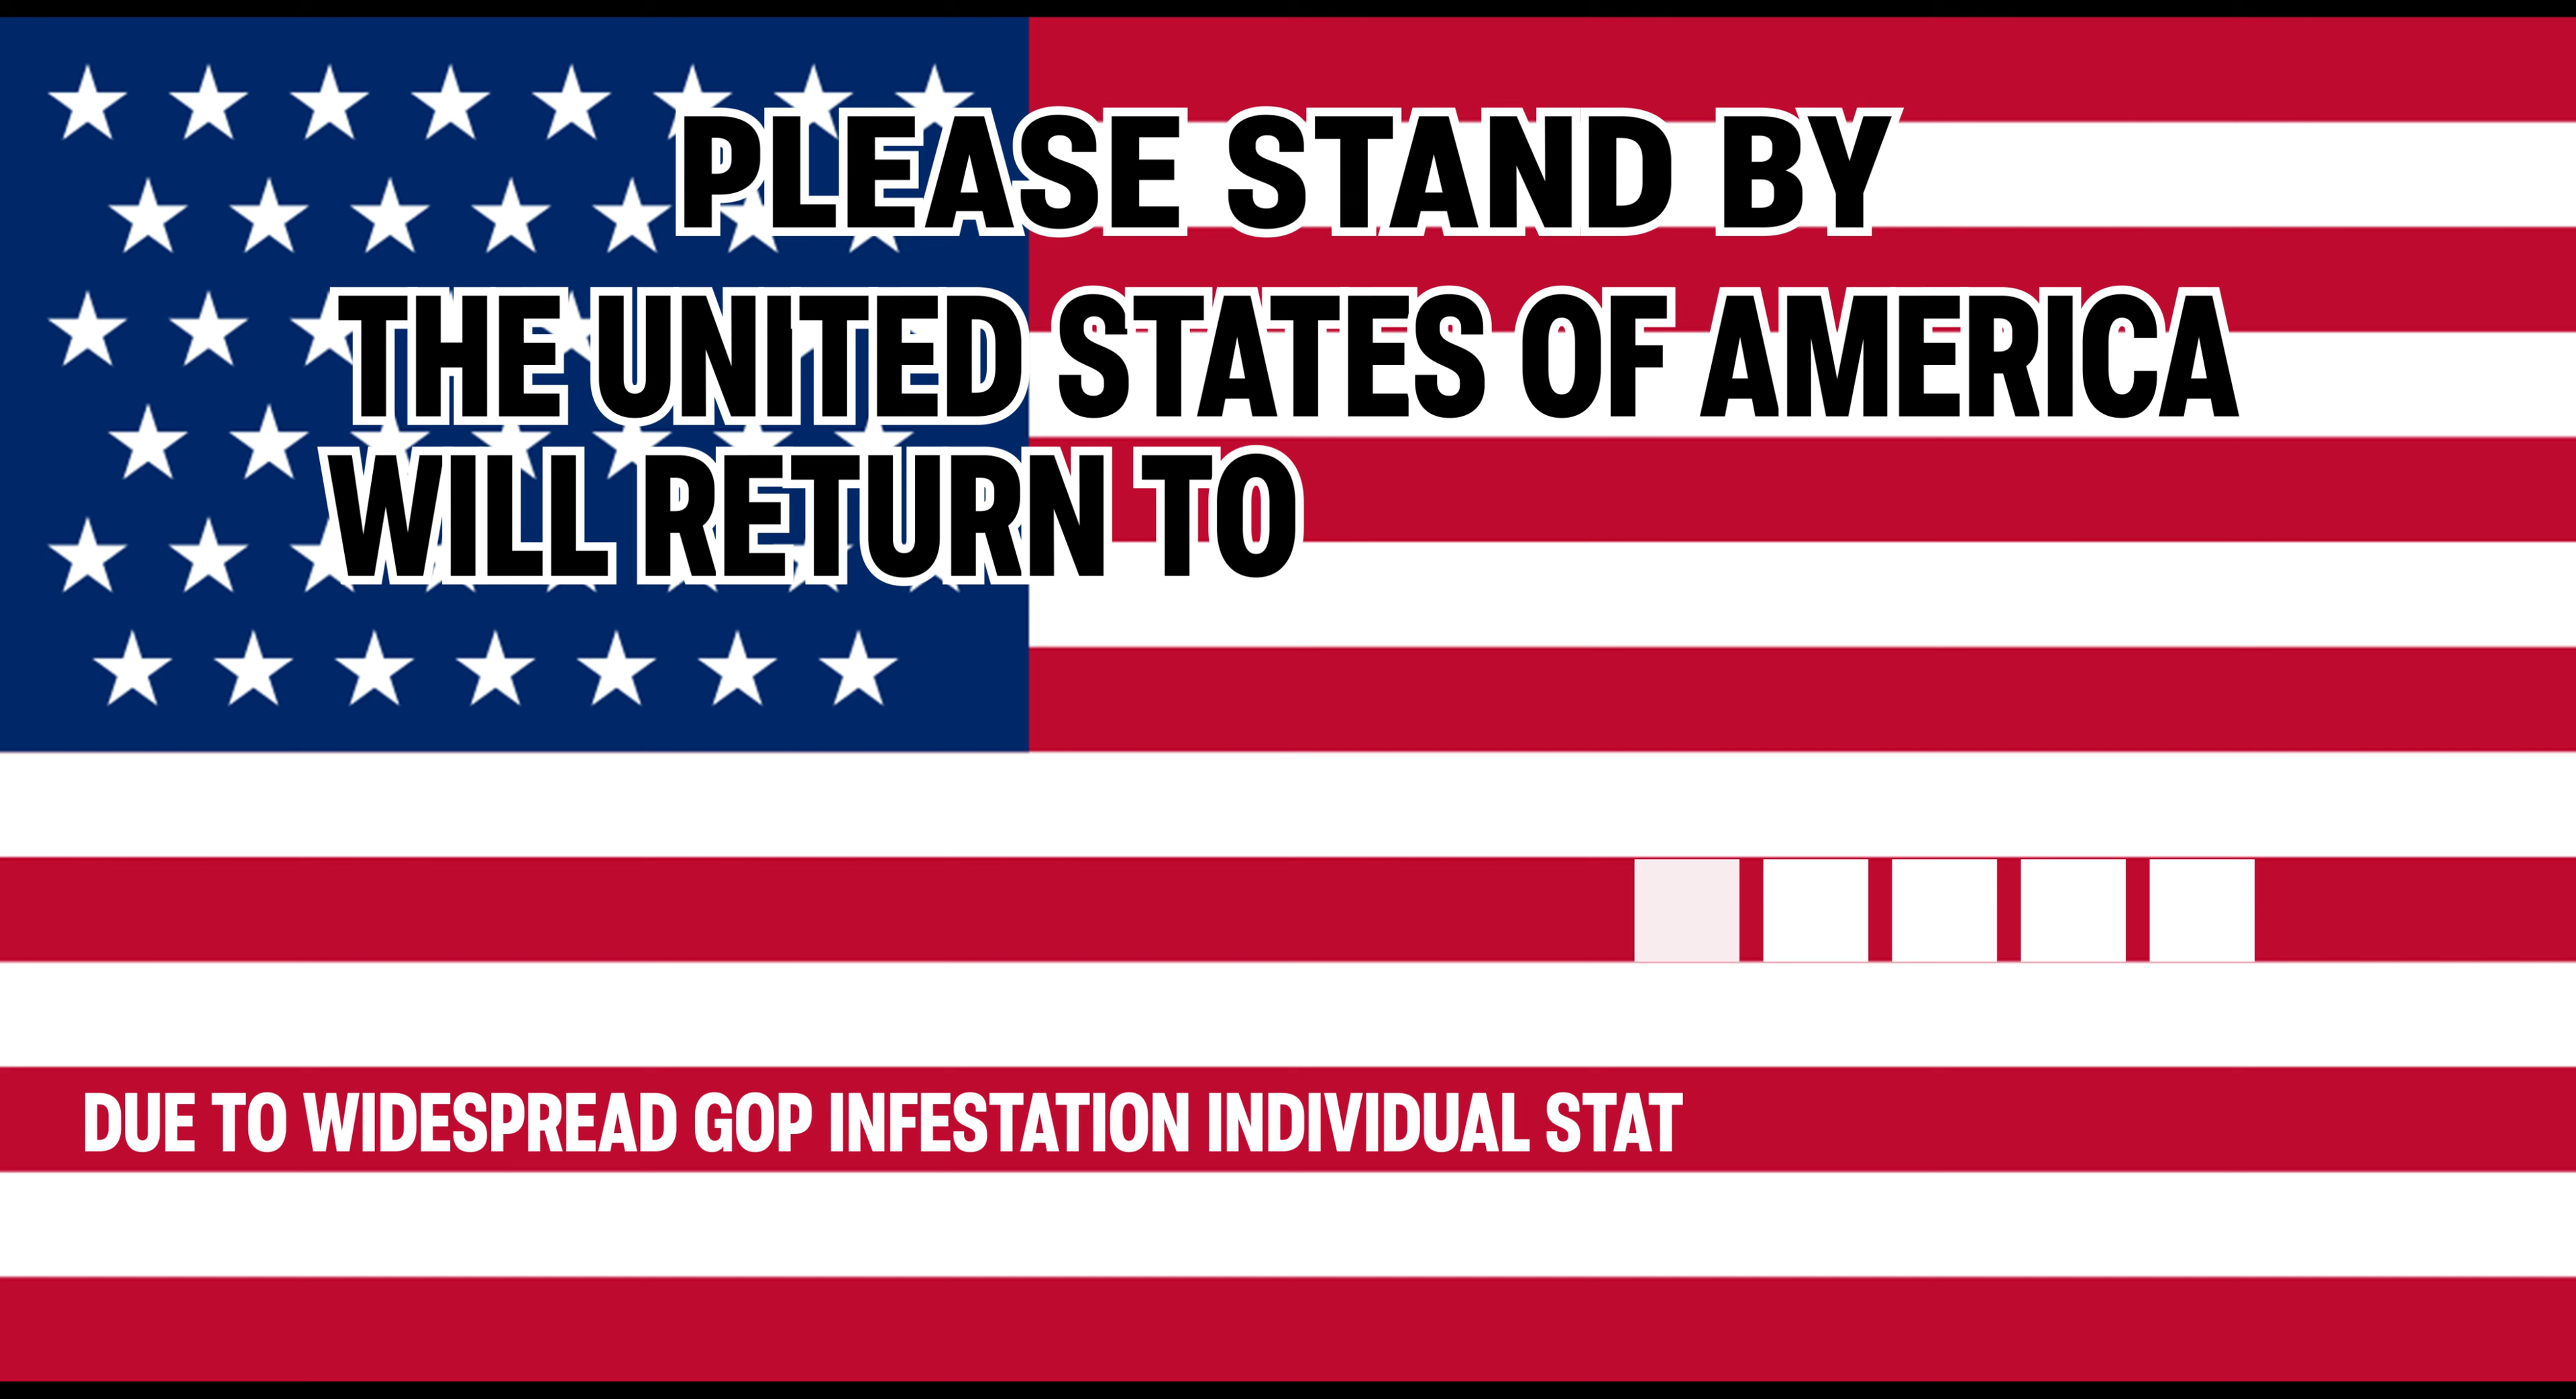 PLEASE STAND BY
THE UNITED STATES OF AMERICA
WILL RETURN TO
DUE TO WIDESPREAD GOP INFESTATION INDIVIDUAL STAT